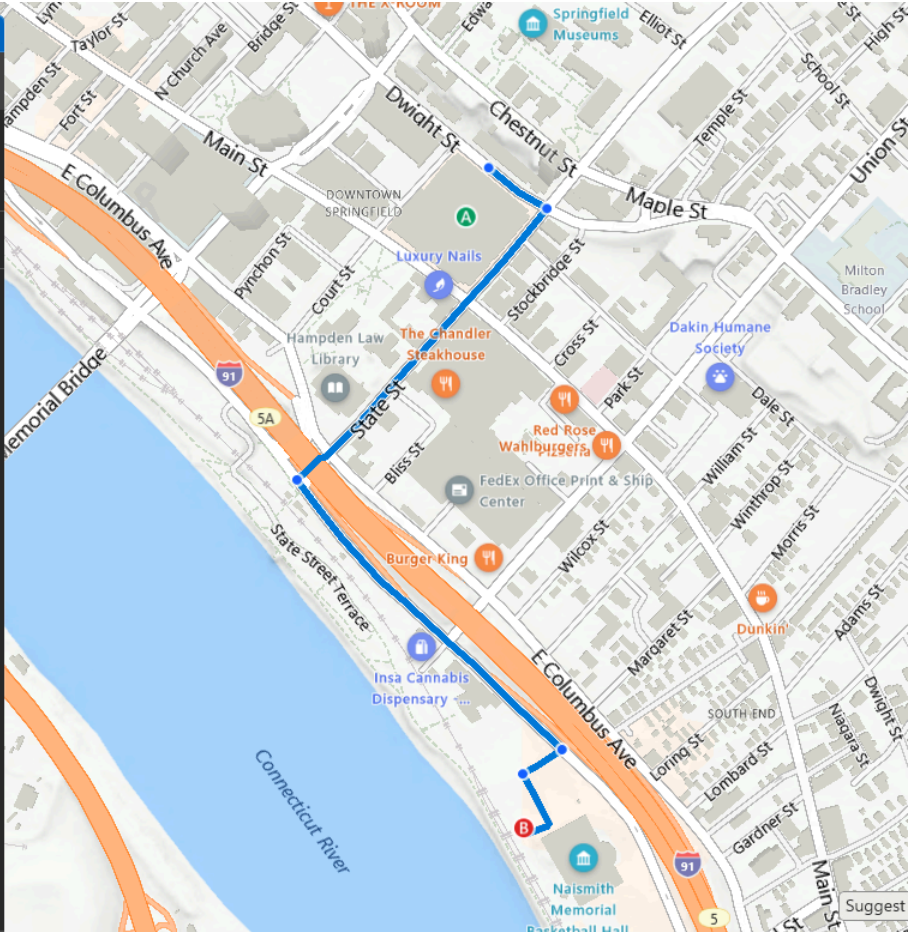 THE X-ROOM
Springfield
Museums
Elliot St
High St
Taylor St
Bridge St
N Church Ave
School St
Fort St
Dwight St
Chestnut St
Temple St
Main St
Union St
E Columbus Ave
DOWNTOWN
SPRINGFIELD
Maple St
A
Pynchon St
Luxury Nails
Court St
Stockbridge St
Milton
Bradley
School
Hampden Law
Library
The Chandler
Steakhouse
Cross St
Dakin Humane
Society
91
Memorial Bridge
5A
State St
Park St
Dale St
Red Rose
Pizzeria
Wahlburgers
Bliss St
William St
FedEx Office Print & Ship
Center
Winthrop St
State Street Terrace
Burger King
Wilcox St
Morris St
Dunkin'
Adams St
Margaret St
Insa Cannabis
Dispensary -...
E Columbus Ave
SOUTH END
Dwight St
Niagara St
Loring St
Lombard St
Connecticut River
B
Gardner St
91
Naismith
Memorial
Basketball Hall
Main St
5
Suggest